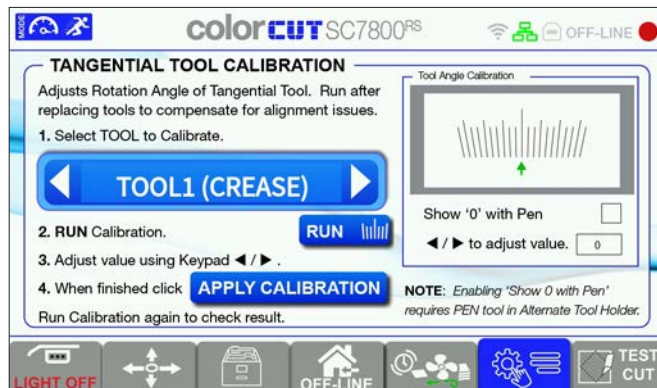 MODE
colorcut SC7800RS
OFF-LINE
TANGENTIAL TOOL CALIBRATION
Adjusts Rotation Angle of Tangential Tool. Run after
replacing tools to compensate for alignment issues.
1. Select TOOL to Calibrate.
TOOL1 (CREASE)
2. RUN Calibration.
RUN
3. Adjust value using Keypad ◀ / ▶ .
4. When finished click
APPLY CALIBRATION
Run Calibration again to check result.
Tool Angle Calibration
Show ‘0’ with Pen
◀ / ▶ to adjust value.
0
NOTE: Enabling ‘Show 0 with Pen’
requires PEN tool in Alternate Tool Holder.
LIGHT OFF
OFF-LINE
TEST
CUT